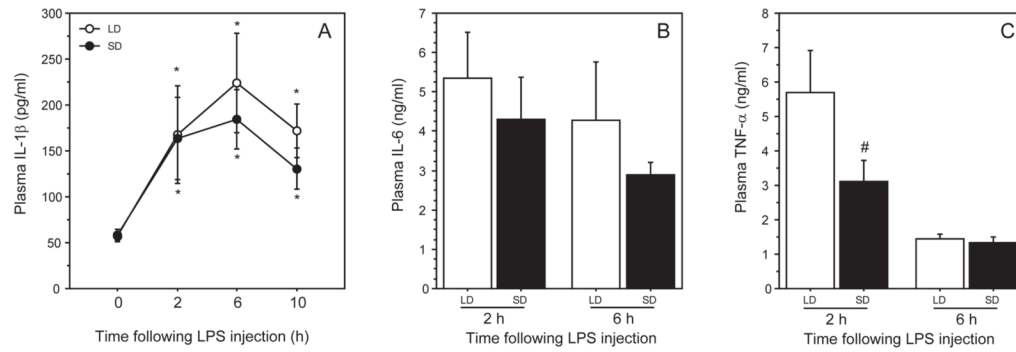 A
LD
SD
Plasma IL-1β (pg/ml)
300
250
200
150
100
50
0
*
*
*
*
*
*
0 2 6 10
Time following LPS injection (h)
B
Plasma IL-6 (ng/ml)
7
6
5
4
3
2
1
0
LD SD LD SD
2 h 6 h
Time following LPS injection
C
Plasma TNF-α (ng/ml)
8
7
6
5
4
3
2
1
0
#
LD SD LD SD
2 h 6 h
Time following LPS injection